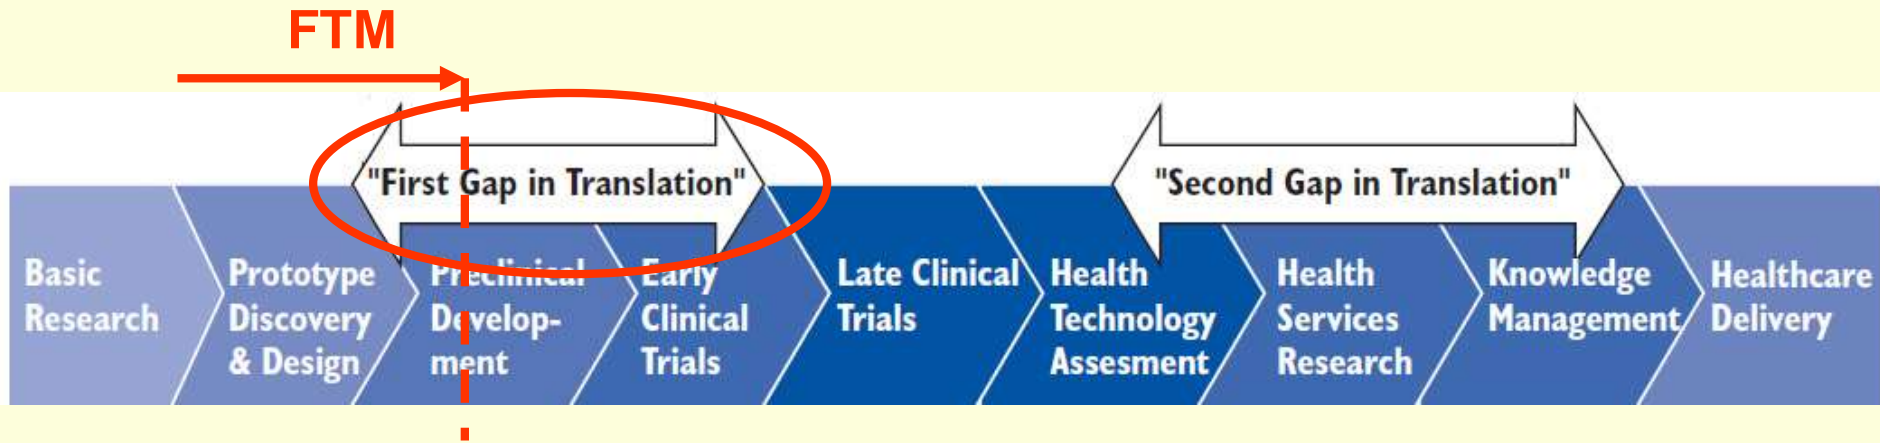 FTM
"First Gap in Translation"
"Second Gap in Translation"
Basic
Research
Prototype
Discovery
& Design
Preclinical
Develop-
ment
Early
Clinical
Trials
Late Clinical
Trials
Health
Technology
Assesment
Health
Services
Research
Knowledge
Management
Healthcare
Delivery